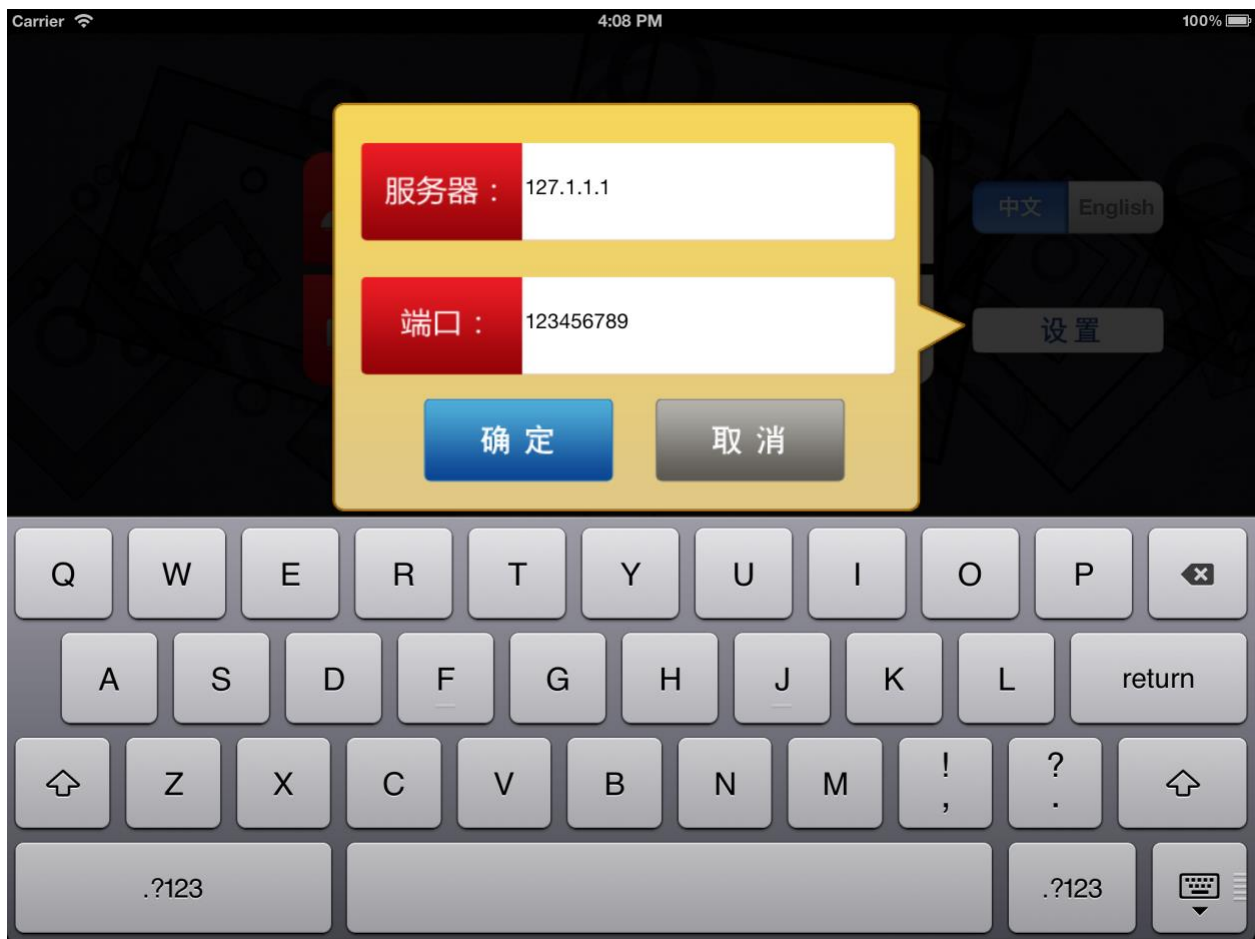 Carrier 4:08 PM 100%
服务器： 127.1.1.1
中文 English
端口： 123456789
设置
确定 取消
Q W E R T Y U I O P
A S D F G H J K L return
Z X C V B N M ! , ? .
.?123 .?123